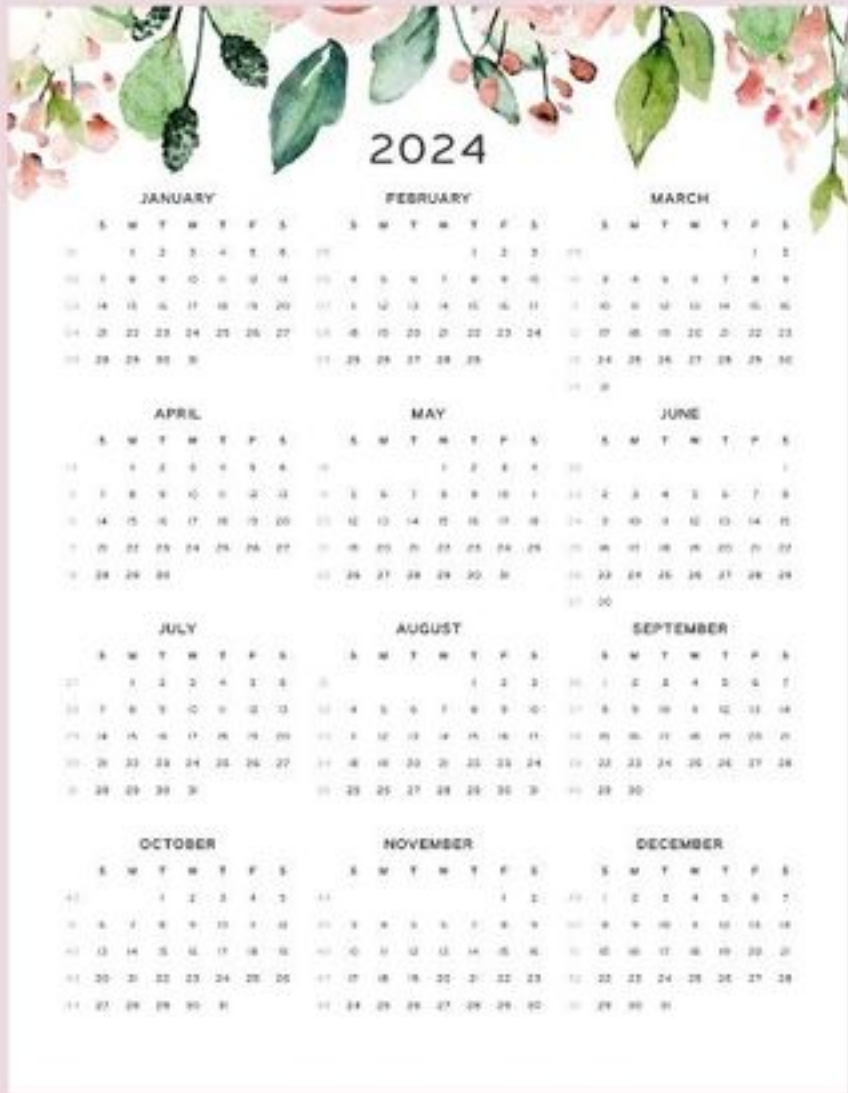 2024
JANUARY
S M T W T F S
1 2 3 4 5 6
7 8 9 10 11 12 13
14 15 16 17 18 19 20
21 22 23 24 25 26 27
28 29 30 31
FEBRUARY
S M T W T F S
1 2 3
4 5 6 7 8 9 10
11 12 13 14 15 16 17
18 19 20 21 22 23 24
25 26 27 28 29
MARCH
S M T W T F S
1 2
3 4 5 6 7 8 9
10 11 12 13 14 15 16
17 18 19 20 21 22 23
24 25 26 27 28 29 30
31
APRIL
S M T W T F S
1 2 3 4 5 6
7 8 9 10 11 12 13
14 15 16 17 18 19 20
21 22 23 24 25 26 27
28 29 30
MAY
S M T W T F S
1 2 3 4
5 6 7 8 9 10 11
12 13 14 15 16 17 18
19 20 21 22 23 24 25
26 27 28 29 30 31
JUNE
S M T W T F S
1
2 3 4 5 6 7 8
9 10 11 12 13 14 15
16 17 18 19 20 21 22
23 24 25 26 27 28 29
30
JULY
S M T W T F S
1 2 3 4 5 6
7 8 9 10 11 12 13
14 15 16 17 18 19 20
21 22 23 24 25 26 27
28 29 30 31
AUGUST
S M T W T F S
1 2 3
4 5 6 7 8 9 10
11 12 13 14 15 16 17
18 19 20 21 22 23 24
25 26 27 28 29 30 31
SEPTEMBER
S M T W T F S
1 2 3 4 5 6 7
8 9 10 11 12 13 14
15 16 17 18 19 20 21
22 23 24 25 26 27 28
29 30
OCTOBER
S M T W T F S
1 2 3 4 5
6 7 8 9 10 11 12
13 14 15 16 17 18 19
20 21 22 23 24 25 26
27 28 29 30 31
NOVEMBER
S M T W T F S
1 2
3 4 5 6 7 8 9
10 11 12 13 14 15 16
17 18 19 20 21 22 23
24 25 26 27 28 29 30
DECEMBER
S M T W T F S
1 2 3 4 5 6 7
8 9 10 11 12 13 14
15 16 17 18 19 20 21
22 23 24 25 26 27 28
29 30 31